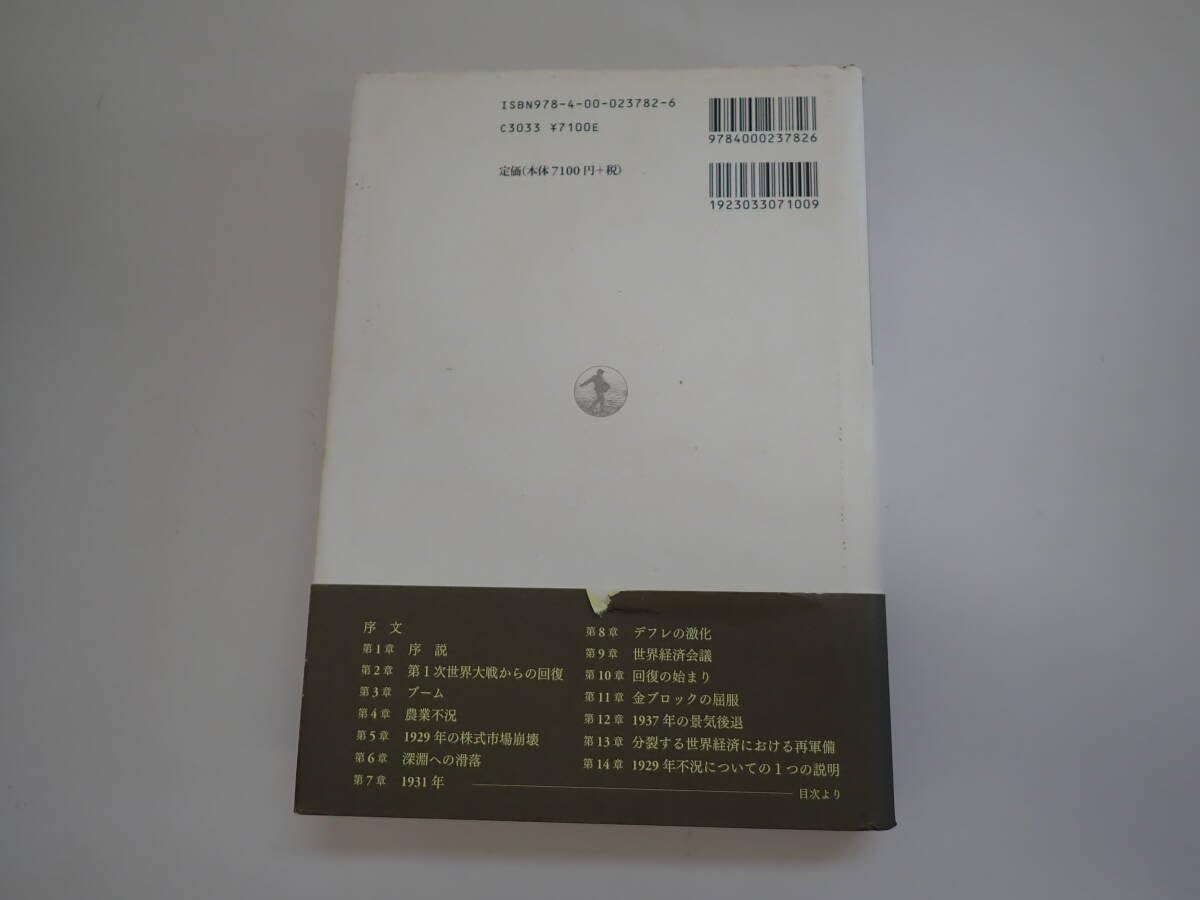 ISBN978-4-00-023782-6
C3033 ¥7100E
定価(本体7100円+税)
9784000237826
1923033071009
序 文
第1章 序 説
第2章 第1次世界大戦からの回復
第3章 ブーム
第4章 農業不況
第5章 1929年の株式市場崩壊
第6章 深淵への滑落
第7章 1931年
第8章 デフレの激化
第9章 世界経済会議
第10章 回復の始まり
第11章 金ブロックの屈服
第12章 1937年の景気後退
第13章 分裂する世界経済における再軍備
第14章 1929年不況についての1つの説明
目次より